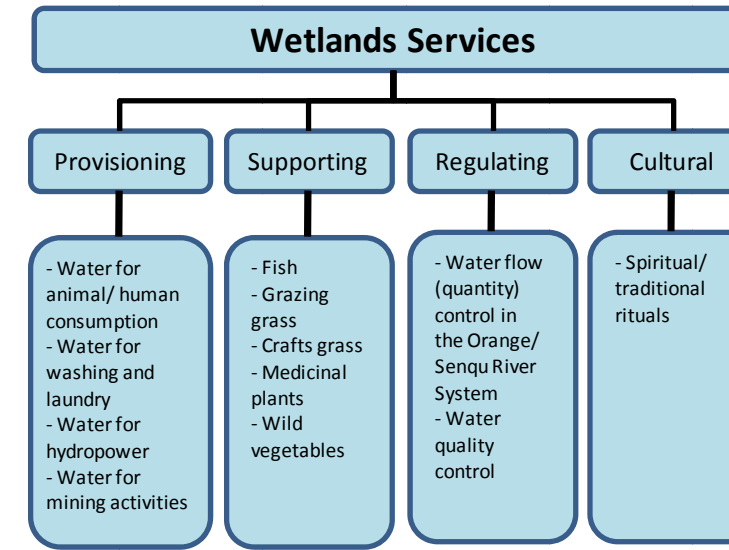 Wetlands Services
Provisioning
Supporting
Regulating
Cultural
- Water for
animal/ human
consumption
- Water for
washing and
laundry
- Water for
hydropower
- Water for
mining activities
- Fish
- Grazing
grass
- Crafts grass
- Medicinal
plants
- Wild
vegetables
- Water flow
(quantity)
control in
the Orange/
Senqu River
System
- Water
quality
control
- Spiritual/
traditional
rituals